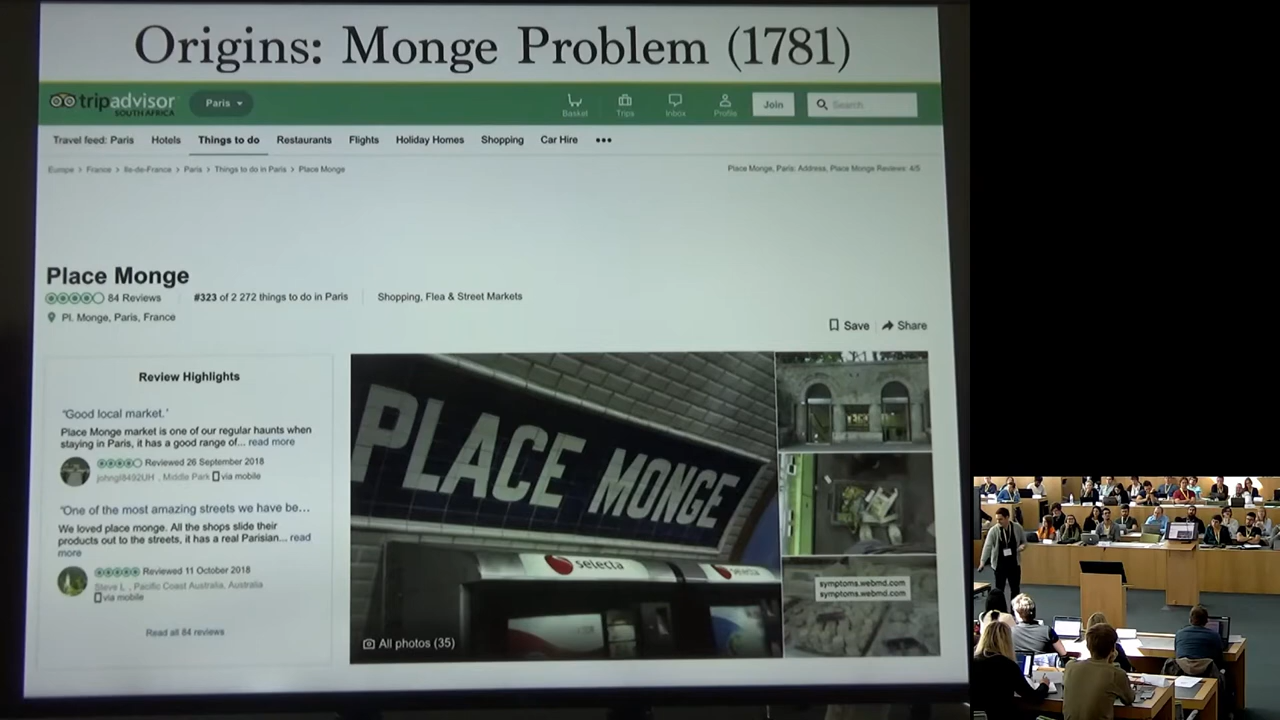 Origins: Monge Problem (1781)
tripadvisor
SOUTH AFRICA
Paris
Basket
Trips
Inbox
Profile
Join
Search
Travel feed: Paris Hotels Things to do Restaurants Flights Holiday Homes Shopping Car Hire •••
Europe > France > Ile-de-France > Paris > Things to do in Paris > Place Monge
Place Monge, Paris: Address, Place Monge Reviews: 4/5
Place Monge
84 Reviews #323 of 2 272 things to do in Paris Shopping, Flea & Street Markets
Pl. Monge, Paris, France
Save Share
Review Highlights
"Good local market."
Place Monge market is one of our regular haunts when
staying in Paris, it has a good range of... read more
Reviewed 26 September 2018
, Middle Park via mobile
"One of the most amazing streets we have be...
We loved place monge. All the shops slide their
products out to the streets, it has a real Parisian... read
more
Reviewed 11 October 2018
Steve L , Pacific Coast Australia, Australia
via mobile
Read all 84 reviews
PLACE MONGE
selecta
selecta
All photos (35)
symptoms.webmd.com
symptoms.webmd.com